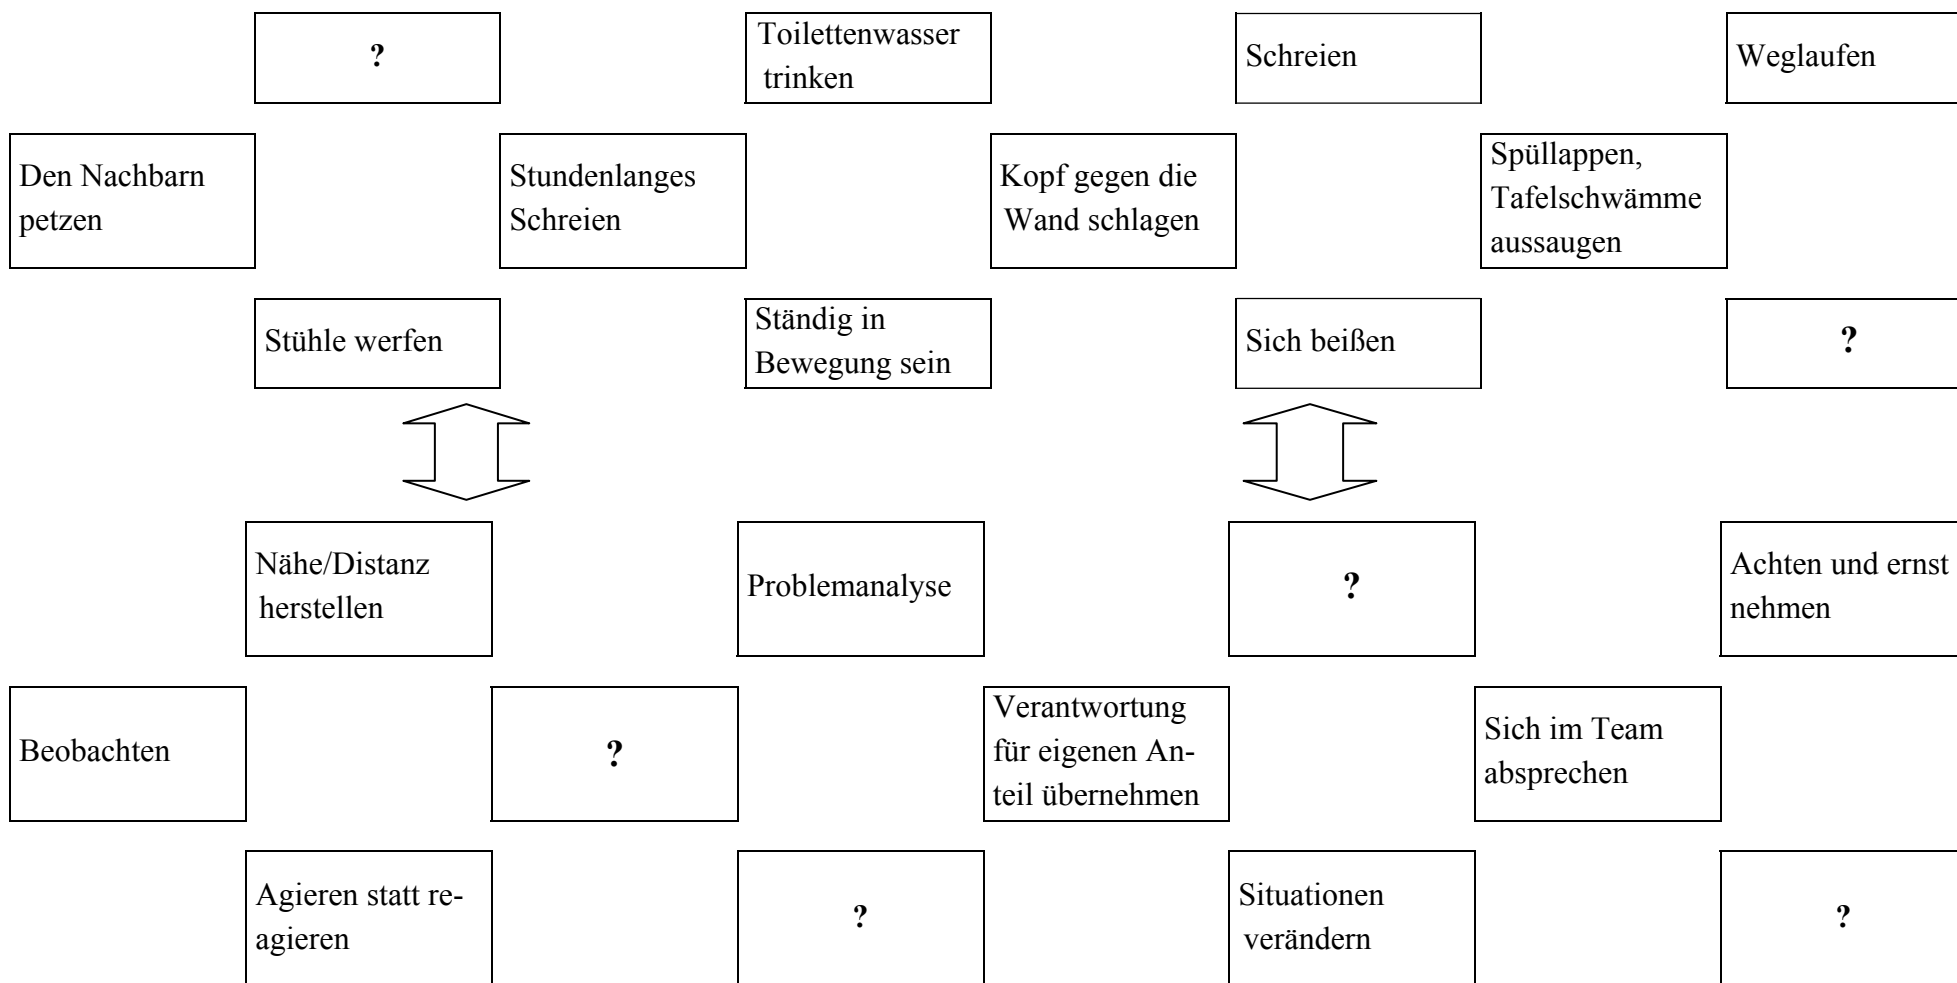 ?
Toilettenwasser
trinken
Schreien
Weglaufen
Den Nachbarn
petzen
Stundenlanges
Schreien
Kopf gegen die
Wand schlagen
Spüllappen,
Tafelschwämme
aussaugen
Stühle werfen
Ständig in
Bewegung sein
Sich beißen
?
Nähe/Distanz
herstellen
Problemanalyse
?
Achten und ernst
nehmen
Beobachten
?
Verantwortung
für eigenen An-
teil übernehmen
Sich im Team
absprechen
Agieren statt re-
agieren
?
Situationen
verändern
?